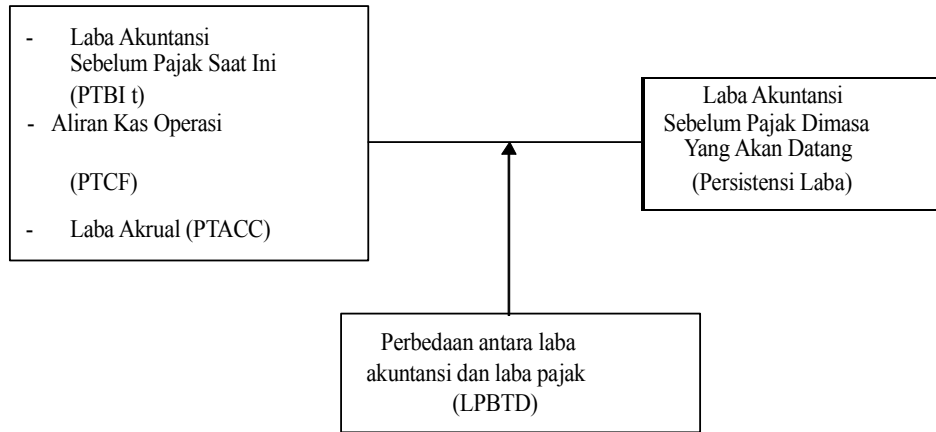 - Laba Akuntansi
Sebelum Pajak Saat Ini
(PTBI t)
- Aliran Kas Operasi
(PTCF)
- Laba Akrual (PTACC)
Laba Akuntansi
Sebelum Pajak Dimasa
Yang Akan Datang
(Persistensi Laba)
Perbedaan antara laba
akuntansi dan laba pajak
(LPBTD)